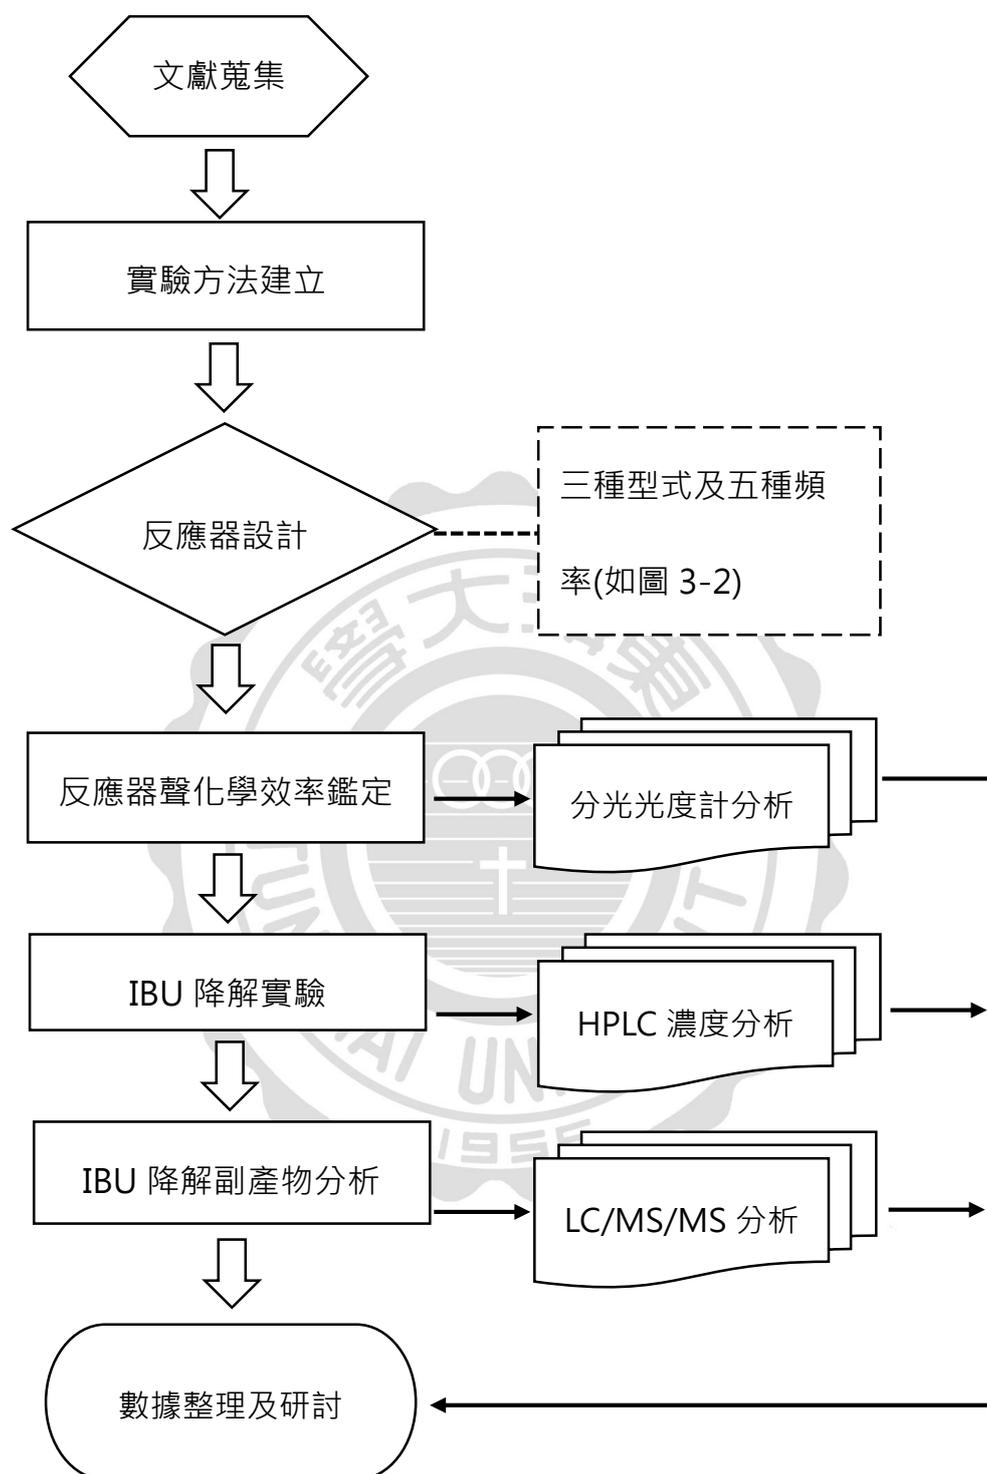 文獻蒐集
實驗方法建立
反應器設計
三種型式及五種頻
率(如圖 3-2)
反應器聲化學效率鑑定
分光光度計分析
IBU 降解實驗
HPLC 濃度分析
IBU 降解副產物分析
LC/MS/MS 分析
數據整理及研討
1955